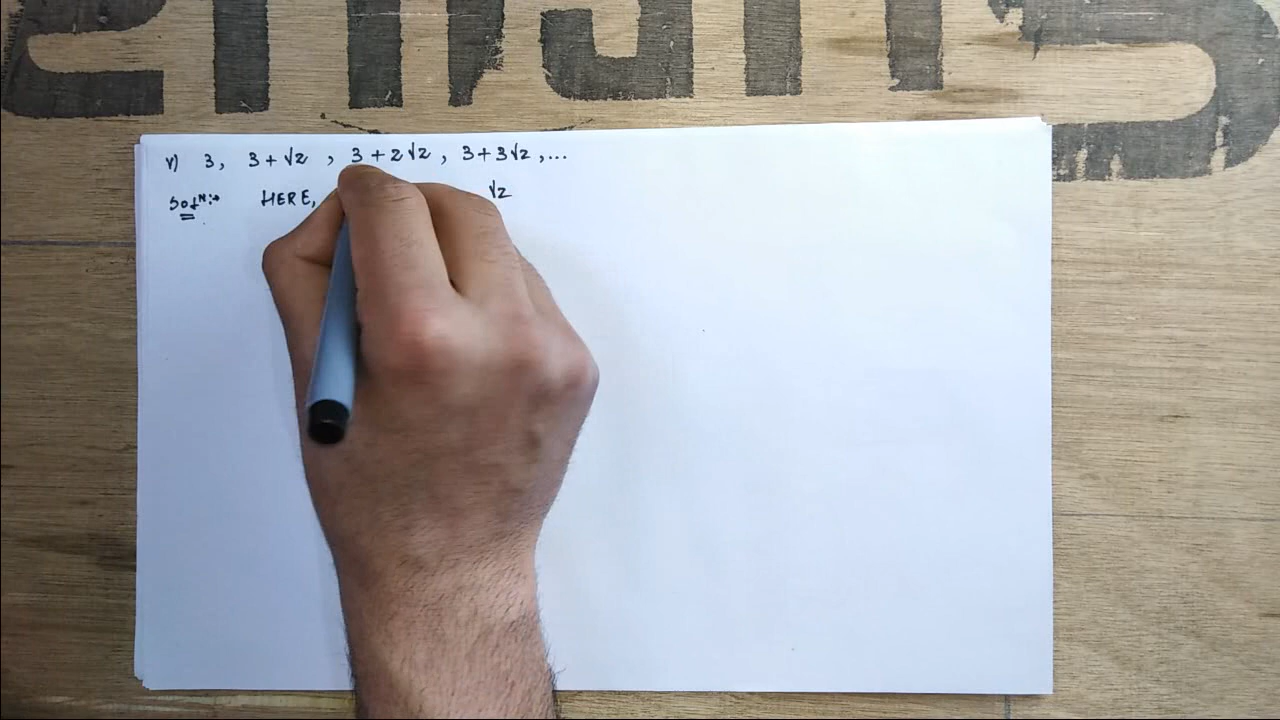 v) 3, 3+√2 , 3+2√2 , 3+3√2 ,...
Solᴺ:→ HERE, √2